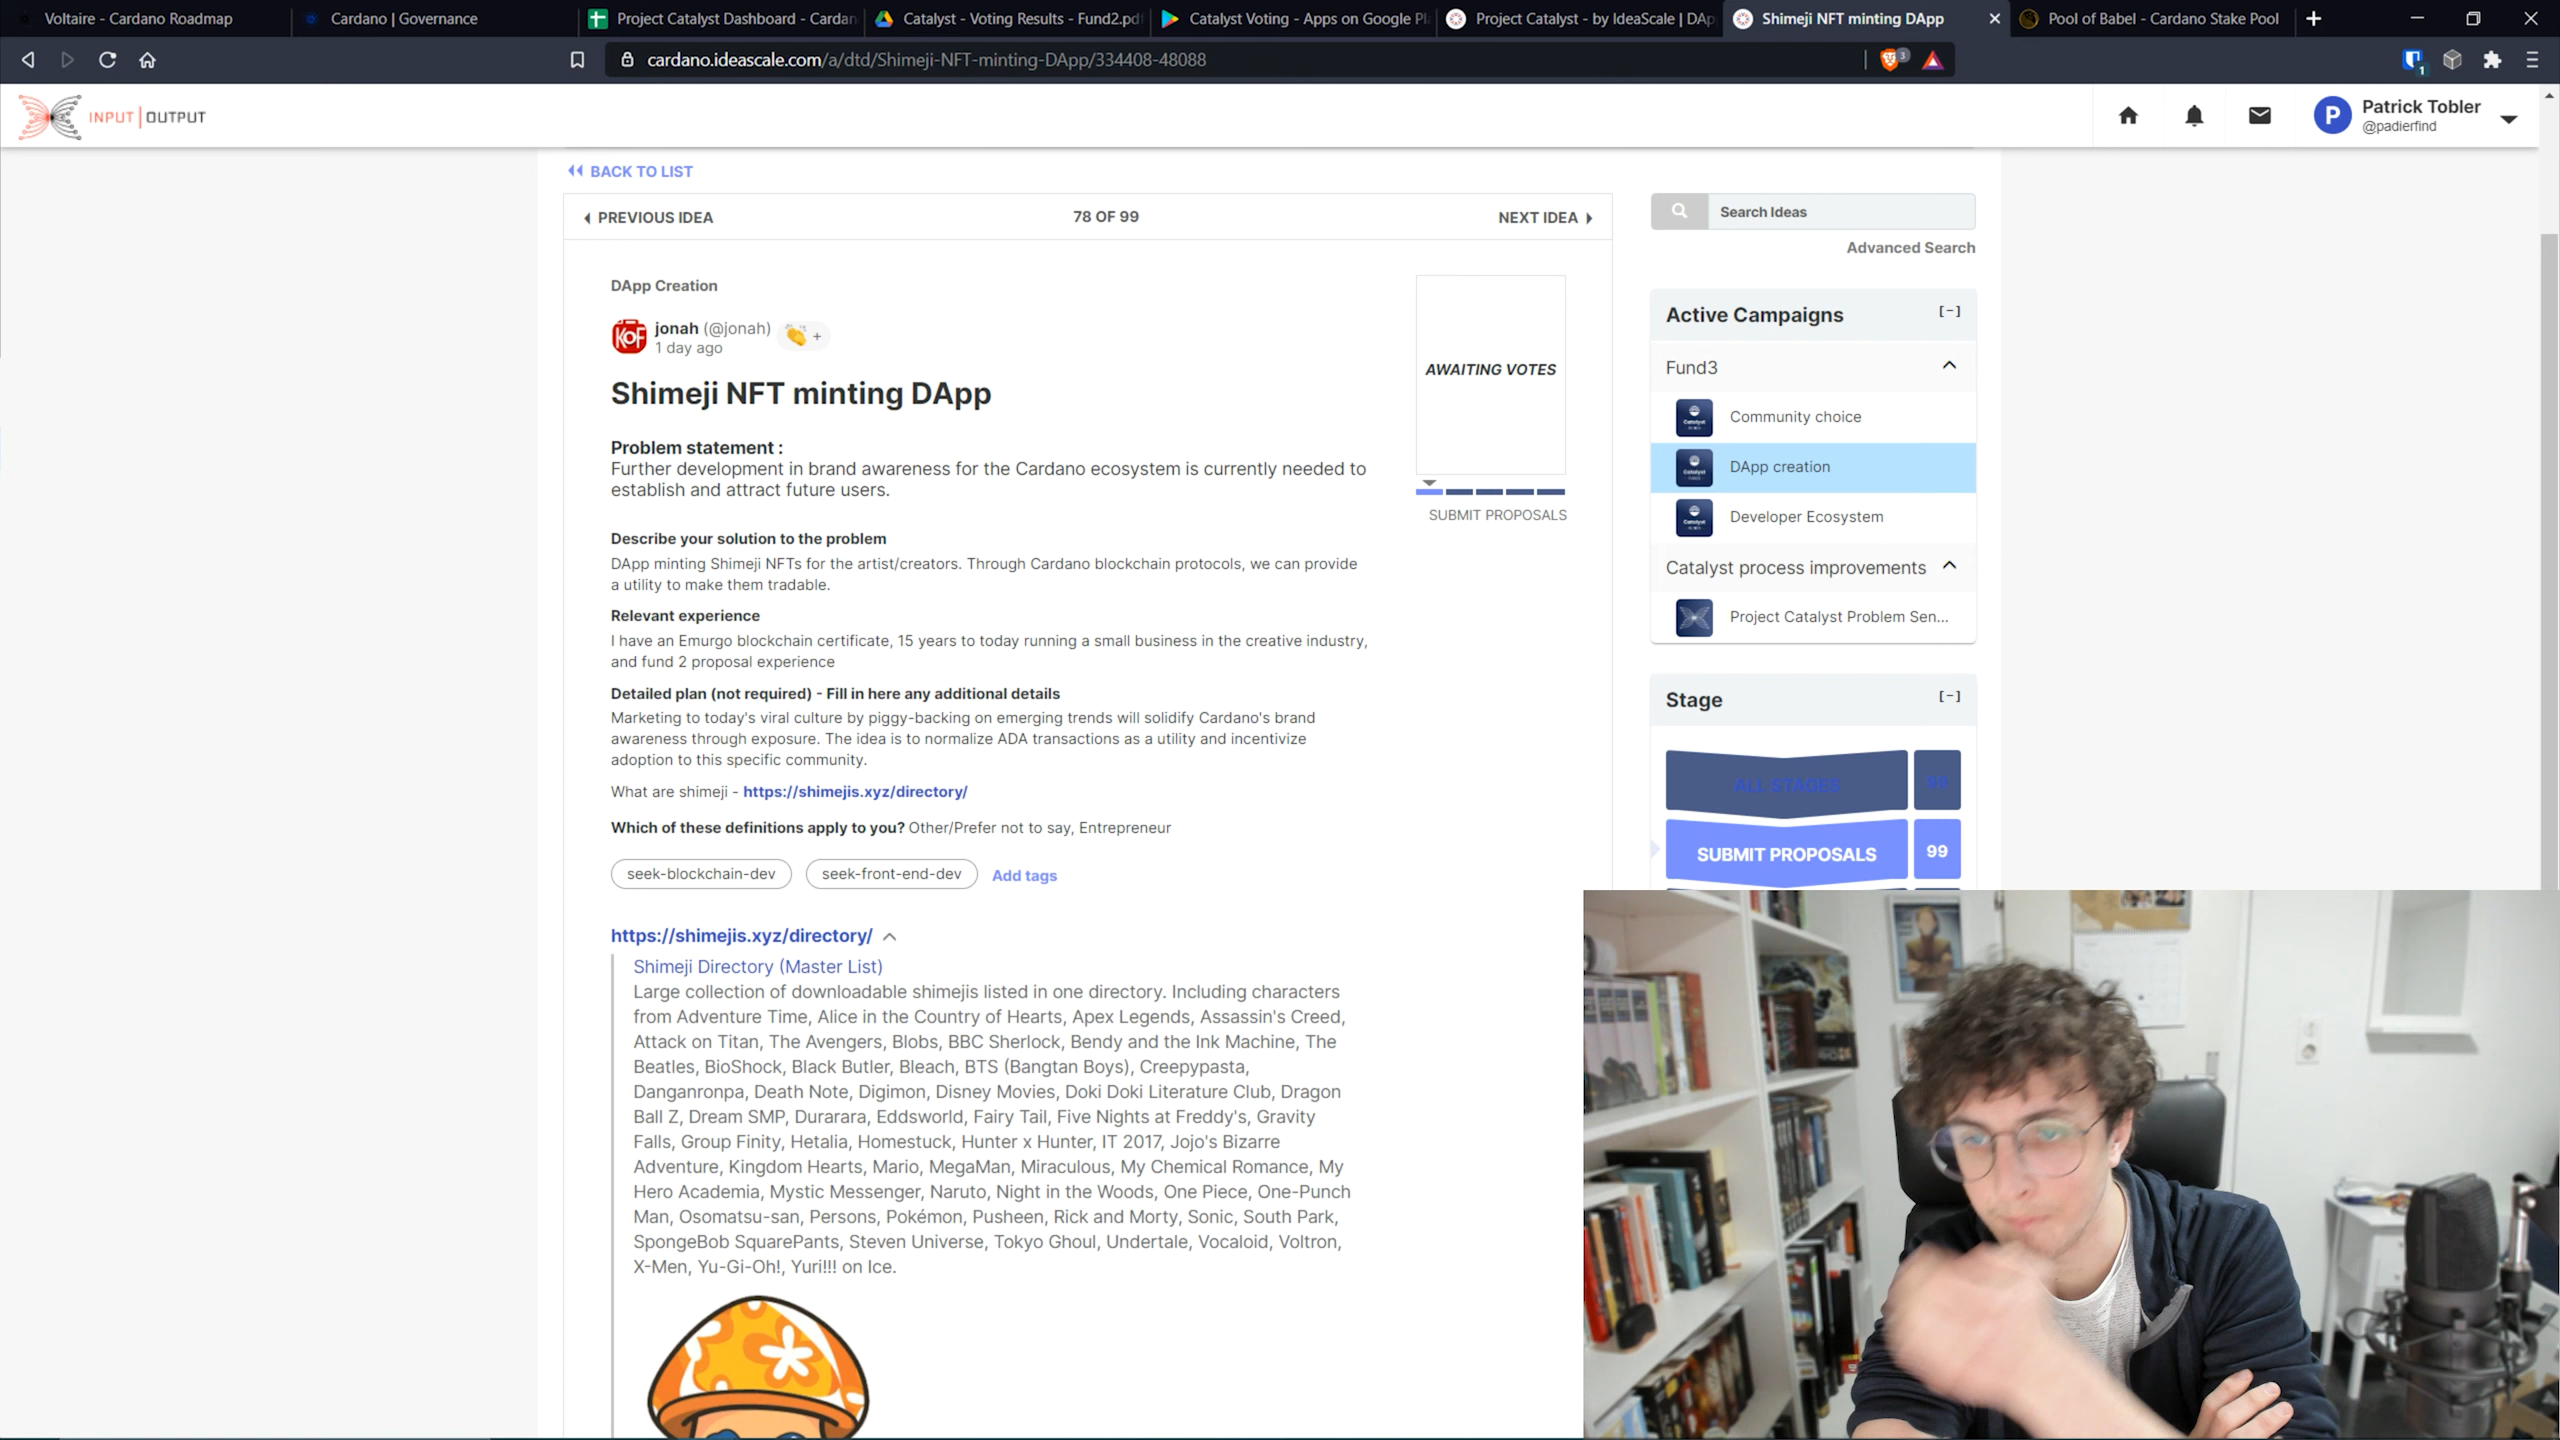 Voltaire - Cardano Roadmap
Cardano | Governance
Project Catalyst Dashboard - Cardan
Catalyst - Voting Results - Fund2.pdf
Catalyst Voting - Apps on Google Pl
Project Catalyst - by IdeaScale | DAp
Shimeji NFT minting DApp
Pool of Babel - Cardano Stake Pool
cardano.ideascale.com/a/dtd/Shimeji-NFT-minting-DApp/334408-48088
3
1
INPUT | OUTPUT
P
Patrick Tobler
@padierfind
BACK TO LIST
PREVIOUS IDEA
78 OF 99
NEXT IDEA
DApp Creation
KOF
jonah (@jonah)
+
1 day ago
AWAITING VOTES
SUBMIT PROPOSALS
Shimeji NFT minting DApp
Problem statement :
Further development in brand awareness for the Cardano ecosystem is currently needed to
establish and attract future users.
Describe your solution to the problem
DApp minting Shimeji NFTs for the artist/creators. Through Cardano blockchain protocols, we can provide
a utility to make them tradable.
Relevant experience
I have an Emurgo blockchain certificate, 15 years to today running a small business in the creative industry,
and fund 2 proposal experience
Detailed plan (not required) - Fill in here any additional details
Marketing to today's viral culture by piggy-backing on emerging trends will solidify Cardano's brand
awareness through exposure. The idea is to normalize ADA transactions as a utility and incentivize
adoption to this specific community.
What are shimeji - https://shimejis.xyz/directory/
Which of these definitions apply to you? Other/Prefer not to say, Entrepreneur
seek-blockchain-dev
seek-front-end-dev
Add tags
https://shimejis.xyz/directory/
Shimeji Directory (Master List)
Large collection of downloadable shimejis listed in one directory. Including characters
from Adventure Time, Alice in the Country of Hearts, Apex Legends, Assassin's Creed,
Attack on Titan, The Avengers, Blobs, BBC Sherlock, Bendy and the Ink Machine, The
Beatles, BioShock, Black Butler, Bleach, BTS (Bangtan Boys), Creepypasta,
Danganronpa, Death Note, Digimon, Disney Movies, Doki Doki Literature Club, Dragon
Ball Z, Dream SMP, Durarara, Eddsworld, Fairy Tail, Five Nights at Freddy's, Gravity
Falls, Group Finity, Hetalia, Homestuck, Hunter x Hunter, IT 2017, Jojo's Bizarre
Adventure, Kingdom Hearts, Mario, MegaMan, Miraculous, My Chemical Romance, My
Hero Academia, Mystic Messenger, Naruto, Night in the Woods, One Piece, One-Punch
Man, Osomatsu-san, Persons, Pokémon, Pusheen, Rick and Morty, Sonic, South Park,
SpongeBob SquarePants, Steven Universe, Tokyo Ghoul, Undertale, Vocaloid, Voltron,
X-Men, Yu-Gi-Oh!, Yuri!!! on Ice.
Search Ideas
Advanced Search
Active Campaigns
[-]
Fund3
Community choice
DApp creation
Developer Ecosystem
Catalyst process improvements
Project Catalyst Problem Sen...
Stage
[-]
ALL STAGES
99
SUBMIT PROPOSALS
99